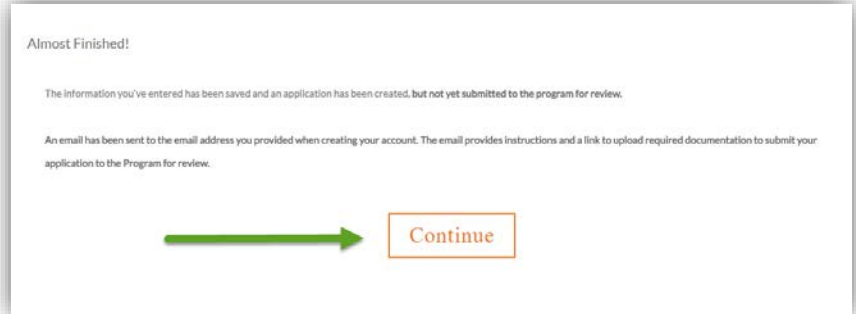 Almost Finished!
The information you've entered has been saved and an application has been created, but not yet submitted to the program for review.
An email has been sent to the email address you provided when creating your account. The email provides instructions and a link to upload required documentation to submit your
application to the Program for review.
Continue